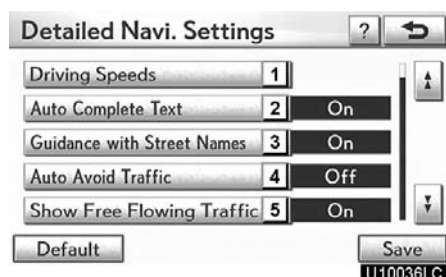 Detailed Navi. Settings ?
Driving Speeds 1
Auto Complete Text 2 On
Guidance with Street Names 3 On
Auto Avoid Traffic 4 Off
Show Free Flowing Traffic 5 On
Default Save
U10036LC